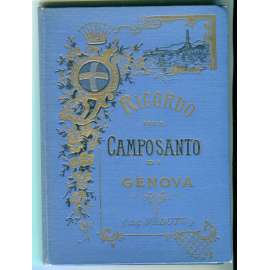 RICORDO
DEL
CAMPOSANTO
DI
GENOVA